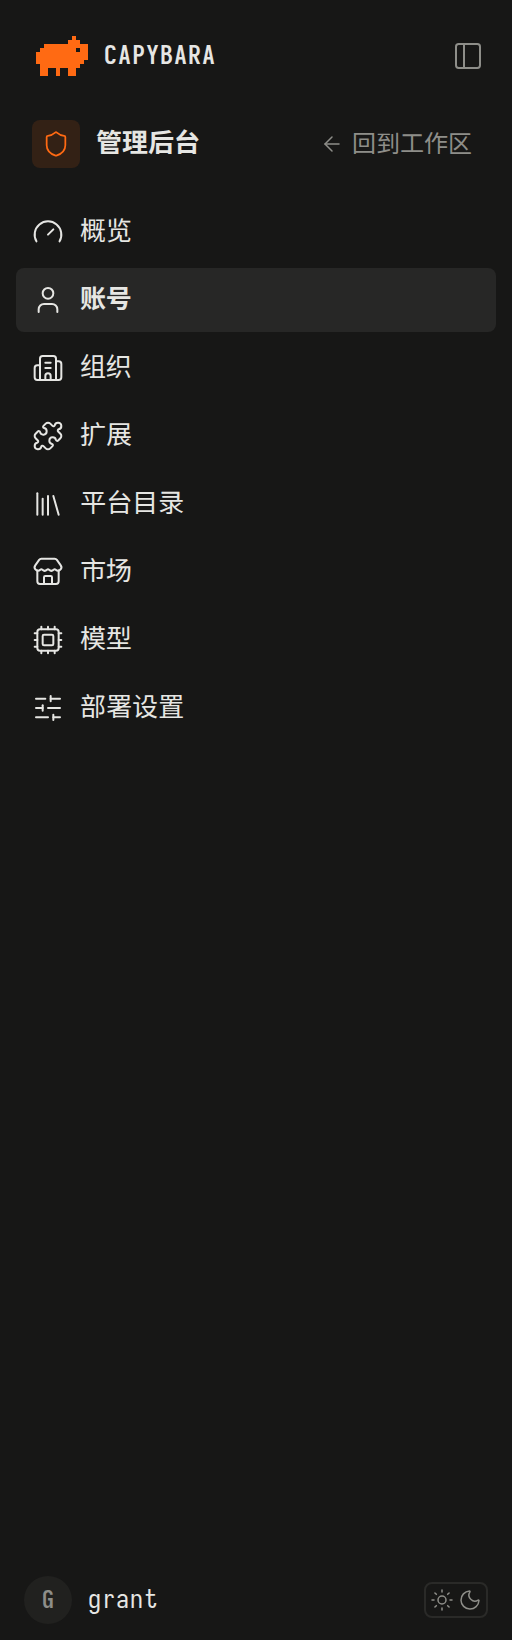 CAPYBARA
管理后台
回到工作区
概览
账号
组织
扩展
平台目录
市场
模型
部署设置
G grant